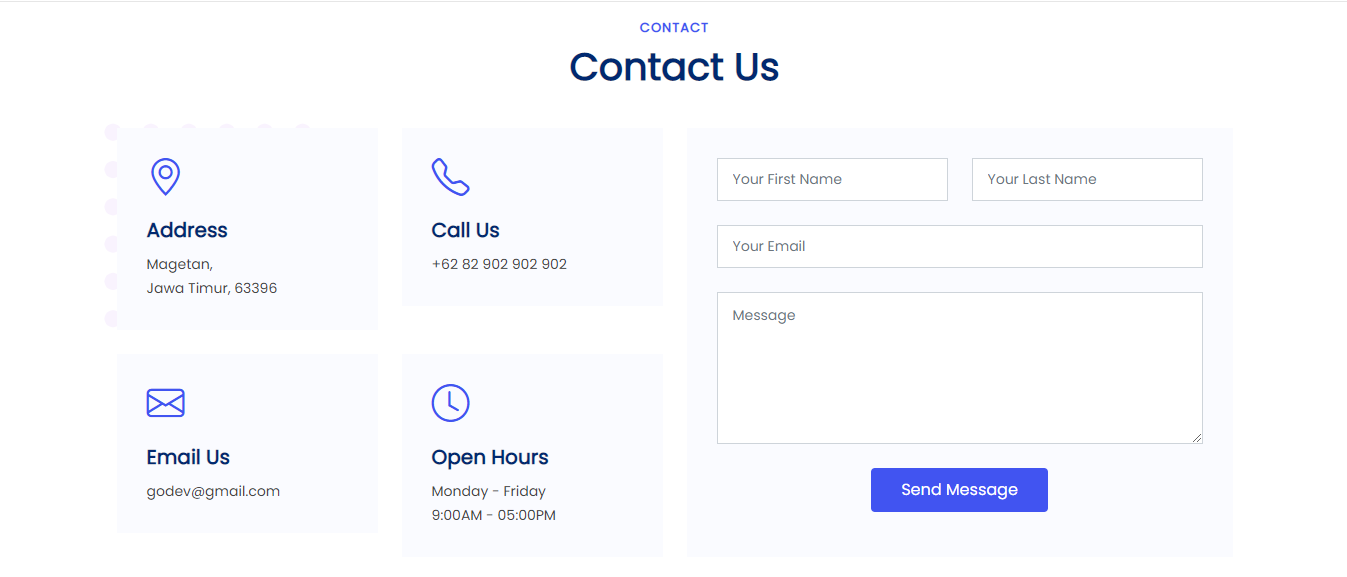 CONTACT
Contact Us
Address
Magetan,
Jawa Timur, 63396
Call Us
+62 82 902 902 902
Email Us
godev@gmail.com
Open Hours
Monday - Friday
9:00AM - 05:00PM
Your First Name
Your Last Name
Your Email
Message
Send Message